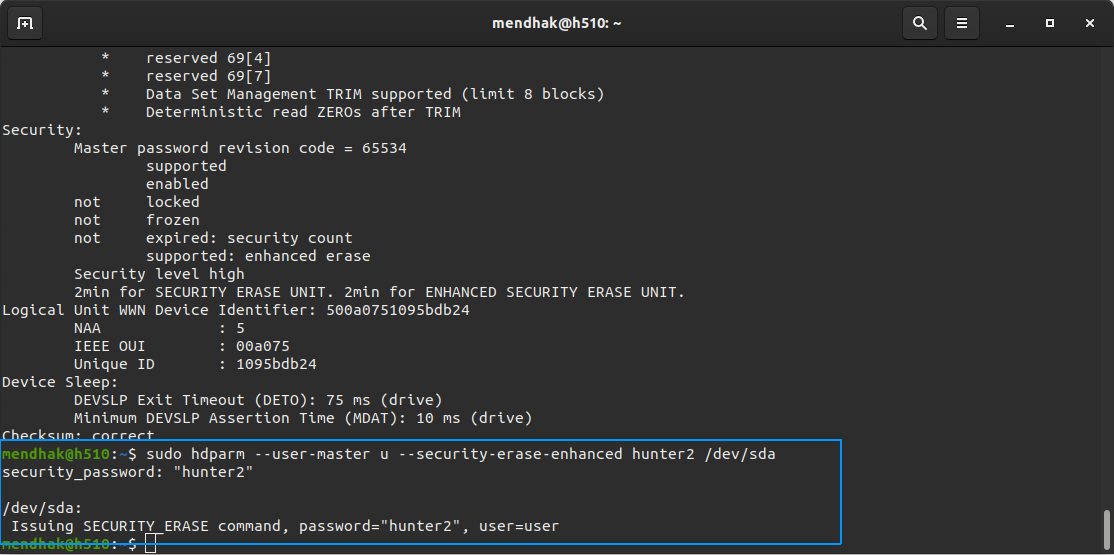 mendhak@h510: ~
* reserved 69[4]
* reserved 69[7]
* Data Set Management TRIM supported (limit 8 blocks)
* Deterministic read ZEROs after TRIM
Security:
Master password revision code = 65534
supported
enabled
not locked
not frozen
not expired: security count
supported: enhanced erase
Security level high
2min for SECURITY ERASE UNIT. 2min for ENHANCED SECURITY ERASE UNIT.
Logical Unit WWN Device Identifier: 500a0751095bdb24
NAA : 5
IEEE OUI : 00a075
Unique ID : 1095bdb24
Device Sleep:
DEVSLP Exit Timeout (DETO): 75 ms (drive)
Minimum DEVSLP Assertion Time (MDAT): 10 ms (drive)
Checksum: correct
mendhak@h510:~$ sudo hdparm --user-master u --security-erase-enhanced hunter2 /dev/sda
security_password: "hunter2"
/dev/sda:
Issuing SECURITY_ERASE command, password="hunter2", user=user
mendhak@h510:~$